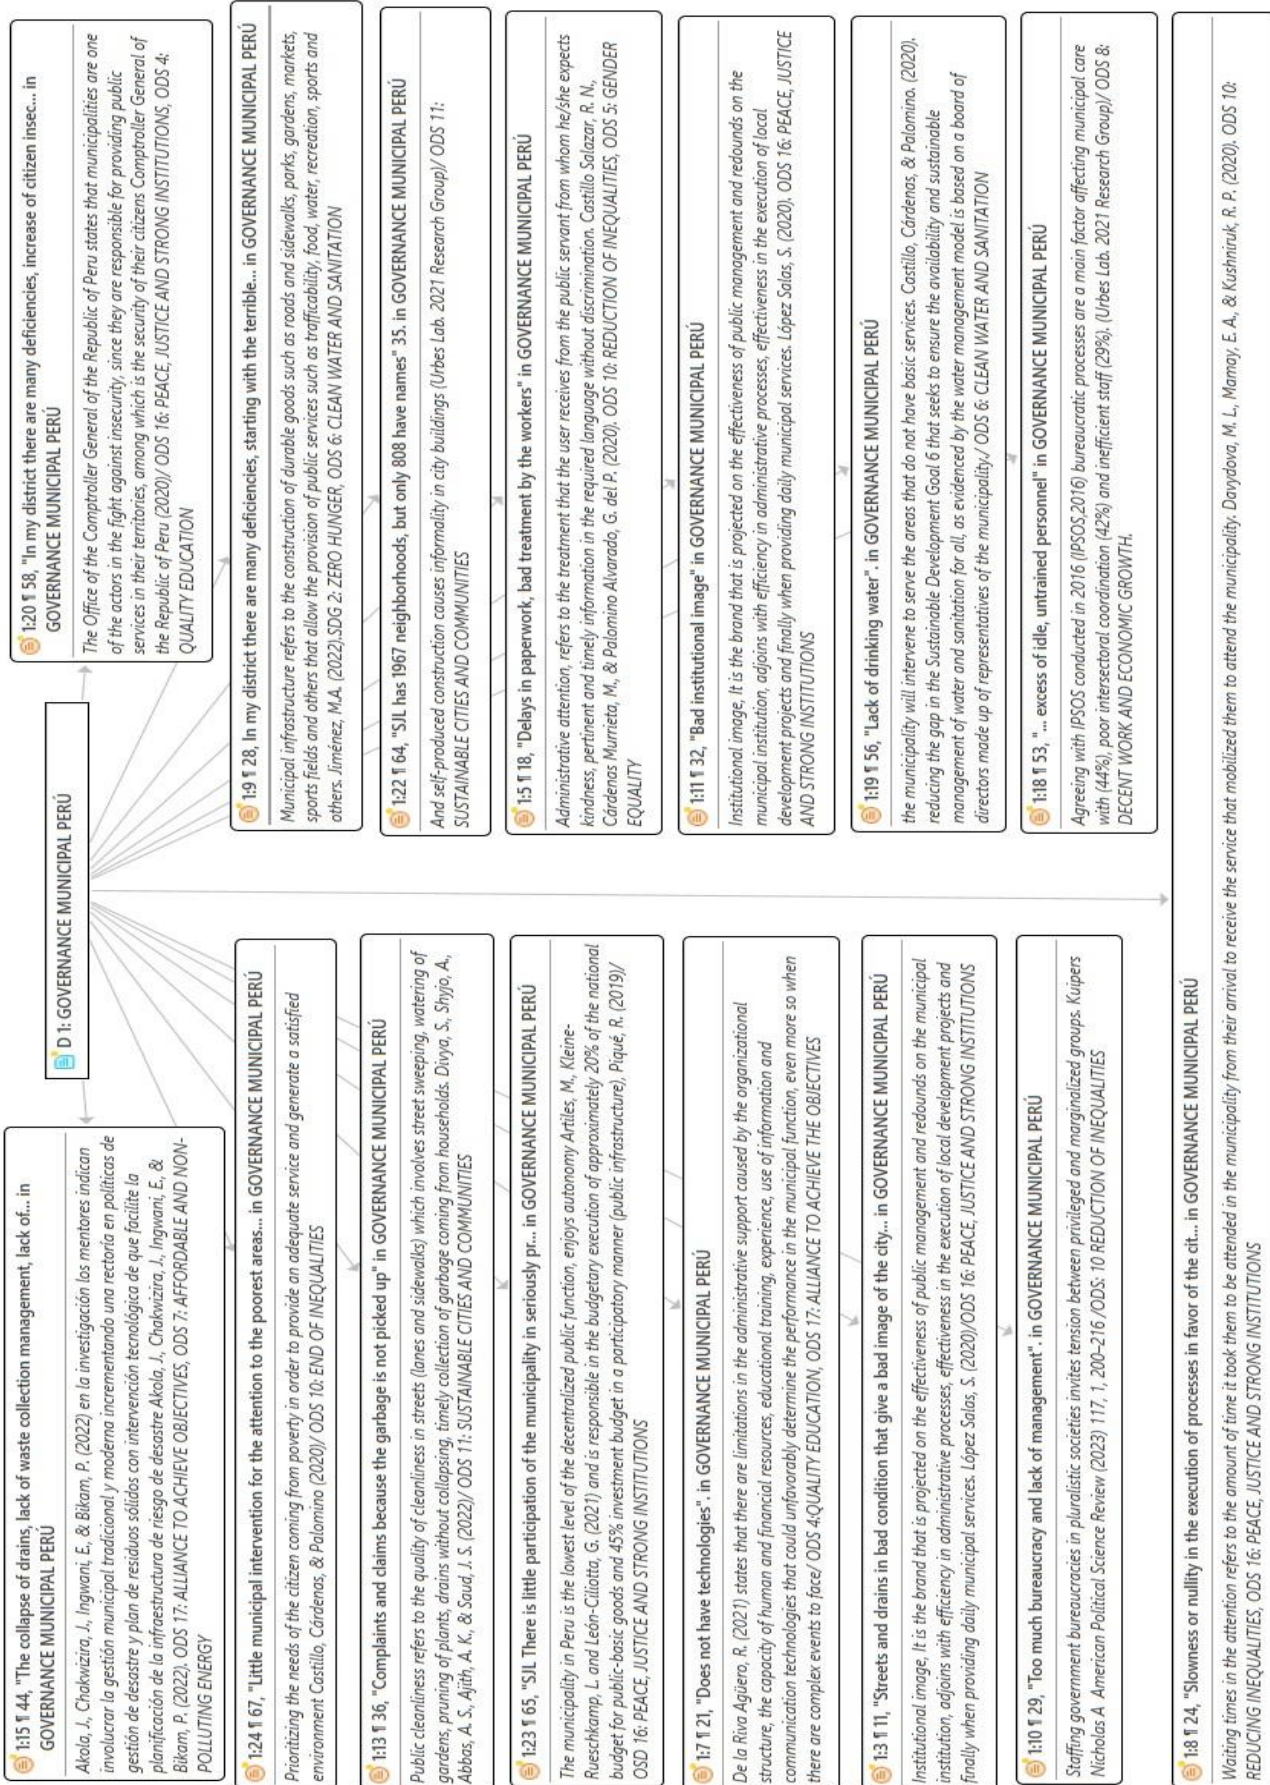 D 1: GOVERNANCE MUNICIPAL PERÚ
1:15 ¶ 44, "The collapse of drains, lack of waste collection management, lack of... in
GOVERNANCE MUNICIPAL PERÚ
Akola, J., Chakwizira, J., Ingwani, E., & Bikam, P. (2022) en la investigación los mentores indican
involucrar la gestión municipal tradicional y moderna incrementando una rectoría en políticas de
gestión de desastre y plan de residuos sólidos con intervención tecnológica de que facilite la
planificación de la infraestructura de riesgo de desastre Akola, J., Chakwizira, J., Ingwani, E., &
Bikam, P. (2022), ODS 17: ALLIANCE TO ACHIEVE OBJECTIVES, ODS 7: AFFORDABLE AND NON-
POLLUTING ENERGY
1:24 ¶ 67, "Little municipal intervention for the attention to the poorest areas... in GOVERNANCE MUNICIPAL PERÚ
Prioritizing the needs of the citizen coming from poverty in order to provide an adequate service and generate a satisfied
environment Castillo, Cárdenas, & Palomino (2020)/ ODS 10: END OF INEQUALITIES
1:13 ¶ 36, "Complaints and claims because the garbage is not picked up" in GOVERNANCE MUNICIPAL PERÚ
Public cleanliness refers to the quality of cleanliness in streets (lanes and sidewalks) which involves street sweeping, watering of
gardens, pruning of plants, drains without collapsing, timely collection of garbage coming from households. Divya, S., Shyjo, A.,
Abbas, A. S., Ajith, A. K., & Saud, J. S. (2022)/ ODS 11: SUSTAINABLE CITIES AND COMMUNITIES
1:23 ¶ 65, "SJL There is little participation of the municipality in seriously pr... in GOVERNANCE MUNICIPAL PERÚ
The municipality in Peru is the lowest level of the decentralized public function, enjoys autonomy Artiles, M., Kleine-
Rueschkamp, L. and León-Ciliotta, G. (2021) and is responsible in the budgetary execution of approximately 20% of the national
budget for public-basic goods and 45% investment budget in a participatory manner (public infrastructure), Piqué, R. (2019)/
OSD 16: PEACE, JUSTICE AND STRONG INSTITUTIONS
1:7 ¶ 21, "Does not have technologies". in GOVERNANCE MUNICIPAL PERÚ
De la Riva Agüero, R. (2021) states that there are limitations in the administrative support caused by the organizational
structure, the capacity of human and financial resources, educational training, experience, use of information and
communication technologies that could unfavorably determine the performance in the municipal function, even more so when
there are complex events to face/ ODS 4QUALITY EDUCATION, ODS 17: ALLIANCE TO ACHIEVE THE OBJECTIVES
1:3 ¶ 11, "Streets and drains in bad condition that give a bad image of the city... in GOVERNANCE MUNICIPAL PERÚ
Institutional image, It is the brand that is projected on the effectiveness of public management and redounds on the municipal
institution, adjoins with efficiency in administrative processes, effectiveness in the execution of local development projects and
finally when providing daily municipal services. López Salas, S. (2020)/ODS 16: PEACE, JUSTICE AND STRONG INSTITUTIONS
1:10 ¶ 29, "Too much bureaucracy and lack of management". in GOVERNANCE MUNICIPAL PERÚ
Staffing government bureaucracies in pluralistic societies invites tension between privileged and marginalized groups. Kuipers
Nicholas A American Political Science Review (2023) 117, 1, 200–216 /ODS: 10 REDUCTION OF INEQUALITIES
1:20 ¶ 58, "In my district there are many deficiencies, increase of citizen insec... in
GOVERNANCE MUNICIPAL PERÚ
The Office of the Comptroller General of the Republic of Peru states that municipalities are one
of the actors in the fight against insecurity, since they are responsible for providing public
services in their territories, among which is the security of their citizens Comptroller General of
the Republic of Peru (2020)/ ODS 16: PEACE, JUSTICE AND STRONG INSTITUTIONS, ODS 4:
QUALITY EDUCATION
1:9 ¶ 28, In my district there are many deficiencies, starting with the terrible... in GOVERNANCE MUNICIPAL PERÚ
Municipal infrastructure refers to the construction of durable goods such as roads and sidewalks, parks, gardens, markets,
sports fields and others that allow the provision of public services such as trafficability, food, water, recreation, sports and
others. Jiménez, M.A. (2022),SDG 2: ZERO HUNGER, ODS 6: CLEAN WATER AND SANITATION
1:22 ¶ 64, "SJL has 1967 neighborhoods, but only 808 have names" 35. in GOVERNANCE MUNICIPAL PERÚ
And self-produced construction causes informality in city buildings (Urbes Lab. 2021 Research Group)/ ODS 11:
SUSTAINABLE CITIES AND COMMUNITIES
1:5 ¶ 18, "Delays in paperwork, bad treatment by the workers" in GOVERNANCE MUNICIPAL PERÚ
Administrative attention, refers to the treatment that the user receives from the public servant from whom he/she expects
kindness, pertinent and timely information in the required language without discrimination. Castillo Salazar, R. N,
Cárdenas Murrieta, M., & Palomino Alvarado, G. del P. (2020). ODS 10: REDUCTION OF INEQUALITIES, ODS 5: GENDER
EQUALITY
1:11 ¶ 32, "Bad institutional image" in GOVERNANCE MUNICIPAL PERÚ
Institutional image, It is the brand that is projected on the effectiveness of public management and redounds on the
municipal institution, adjoins with efficiency in administrative processes, effectiveness in the execution of local
development projects and finally when providing daily municipal services. López Salas, S. (2020). ODS 16: PEACE, JUSTICE
AND STRONG INSTITUTIONS
1:19 ¶ 56, "Lack of drinking water". in GOVERNANCE MUNICIPAL PERÚ
the municipality will intervene to serve the areas that do not have basic services. Castillo, Cárdenas, & Palomino. (2020).
reducing the gap in the Sustainable Development Goal 6 that seeks to ensure the availability and sustainable
management of water and sanitation for all, as evidenced by the water management model is based on a board of
directors made up of representatives of the municipality./ ODS 6: CLEAN WATER AND SANITATION
1:18 ¶ 53, "... excess of idle, untrained personnel" in GOVERNANCE MUNICIPAL PERÚ
Agreeing with IPSOS conducted in 2016 (IPSOS,2016) bureaucratic processes are a main factor affecting municipal care
with (44%), poor intersectoral coordination (42%) and inefficient staff (29%). (Urbes Lab. 2021 Research Group)/ ODS 8:
DECENT WORK AND ECONOMIC GROWTH.
1:8 ¶ 24, "Slowness or nullity in the execution of processes in favor of the cit... in GOVERNANCE MUNICIPAL PERÚ
Waiting times in the attention refers to the amount of time it took them to be attended in the municipality from their arrival to receive the service that mobilized them to attend the municipality. Davydova, M. L., Mamay, E. A., & Kushniruk, R. P. (2020). ODS 10:
REDUCING INEQUALITIES, ODS 16: PEACE, JUSTICE AND STRONG INSTITUTIONS